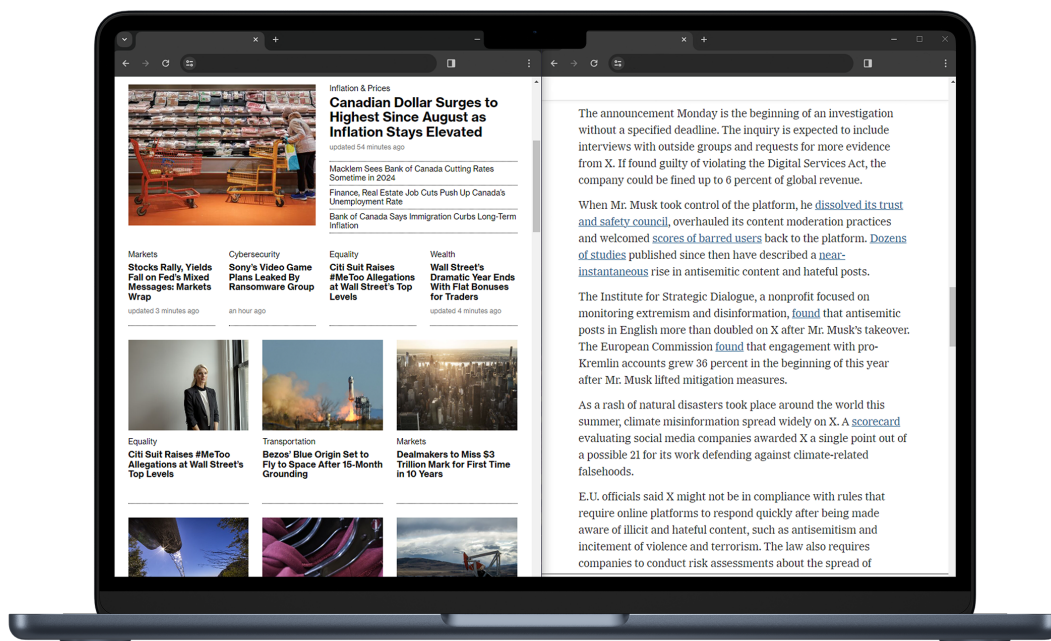 Inflation & Prices
Canadian Dollar Surges to
Highest Since August as
Inflation Stays Elevated
updated 54 minutes ago
Macklem Sees Bank of Canada Cutting Rates
Sometime in 2024
Finance, Real Estate Job Cuts Push Up Canada's
Unemployment Rate
Bank of Canada Says Immigration Curbs Long-Term
Inflation
Markets
Stocks Rally, Yields
Fall on Fed's Mixed
Messages: Markets
Wrap
updated 3 minutes ago
Cybersecurity
Sony's Video Game
Plans Leaked By
Ransomware Group
an hour ago
Equality
Citi Suit Raises
#MeToo Allegations
at Wall Street's Top
Levels
Wealth
Wall Street's
Dramatic Year Ends
With Flat Bonuses
for Traders
updated 4 minutes ago
Equality
Citi Suit Raises #MeToo
Allegations at Wall Street's
Top Levels
Transportation
Bezos' Blue Origin Set to
Fly to Space After 15-Month
Grounding
Markets
Dealmakers to Miss $3
Trillion Mark for First Time
in 10 Years
The announcement Monday is the beginning of an investigation
without a specified deadline. The inquiry is expected to include
interviews with outside groups and requests for more evidence
from X. If found guilty of violating the Digital Services Act, the
company could be fined up to 6 percent of global revenue.
When Mr. Musk took control of the platform, he dissolved its trust
and safety council, overhauled its content moderation practices
and welcomed scores of barred users back to the platform. Dozens
of studies published since then have described a near-
instantaneous rise in antisemitic content and hateful posts.
The Institute for Strategic Dialogue, a nonprofit focused on
monitoring extremism and disinformation, found that antisemitic
posts in English more than doubled on X after Mr. Musk's takeover.
The European Commission found that engagement with pro-
Kremlin accounts grew 36 percent in the beginning of this year
after Mr. Musk lifted mitigation measures.
As a rash of natural disasters took place around the world this
summer, climate misinformation spread widely on X. A scorecard
evaluating social media companies awarded X a single point out of
a possible 21 for its work defending against climate-related
falsehoods.
E.U. officials said X might not be in compliance with rules that
require online platforms to respond quickly after being made
aware of illicit and hateful content, such as antisemitism and
incitement of violence and terrorism. The law also requires
companies to conduct risk assessments about the spread of